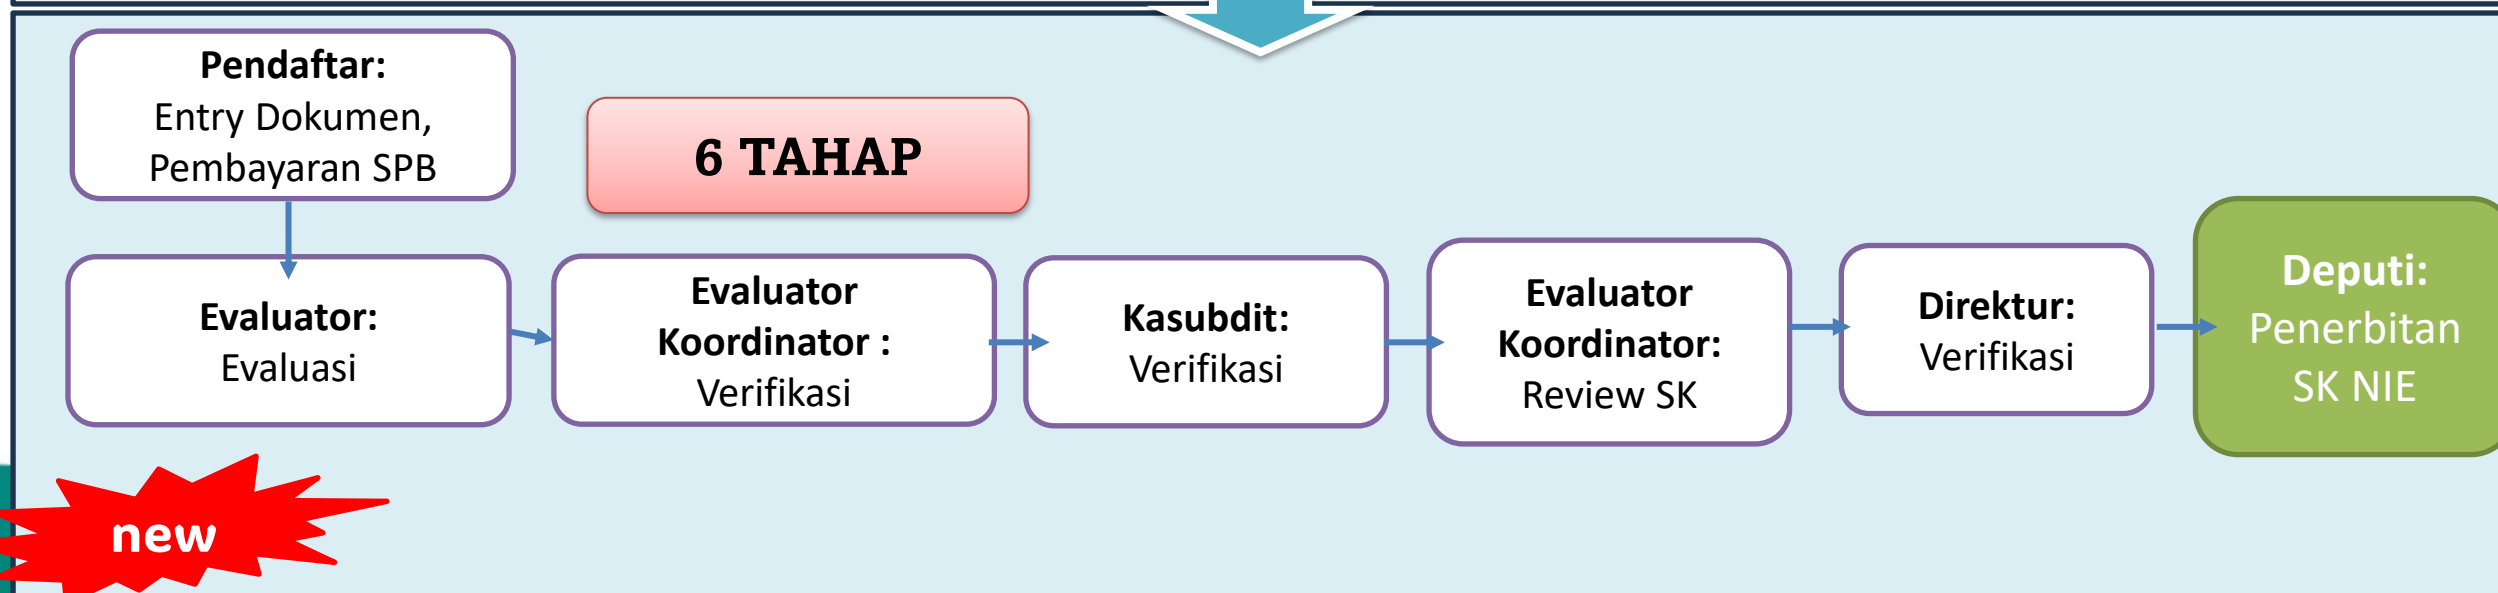 Pendaftar:
Entry Dokumen,
Pembayaran SPB
6 TAHAP
Evaluator:
Evaluasi
Evaluator
Koordinator :
Verifikasi
Kasubdit:
Verifikasi
Evaluator
Koordinator:
Review SK
Direktur:
Verifikasi
Deputi:
Penerbitan
SK NIE
new